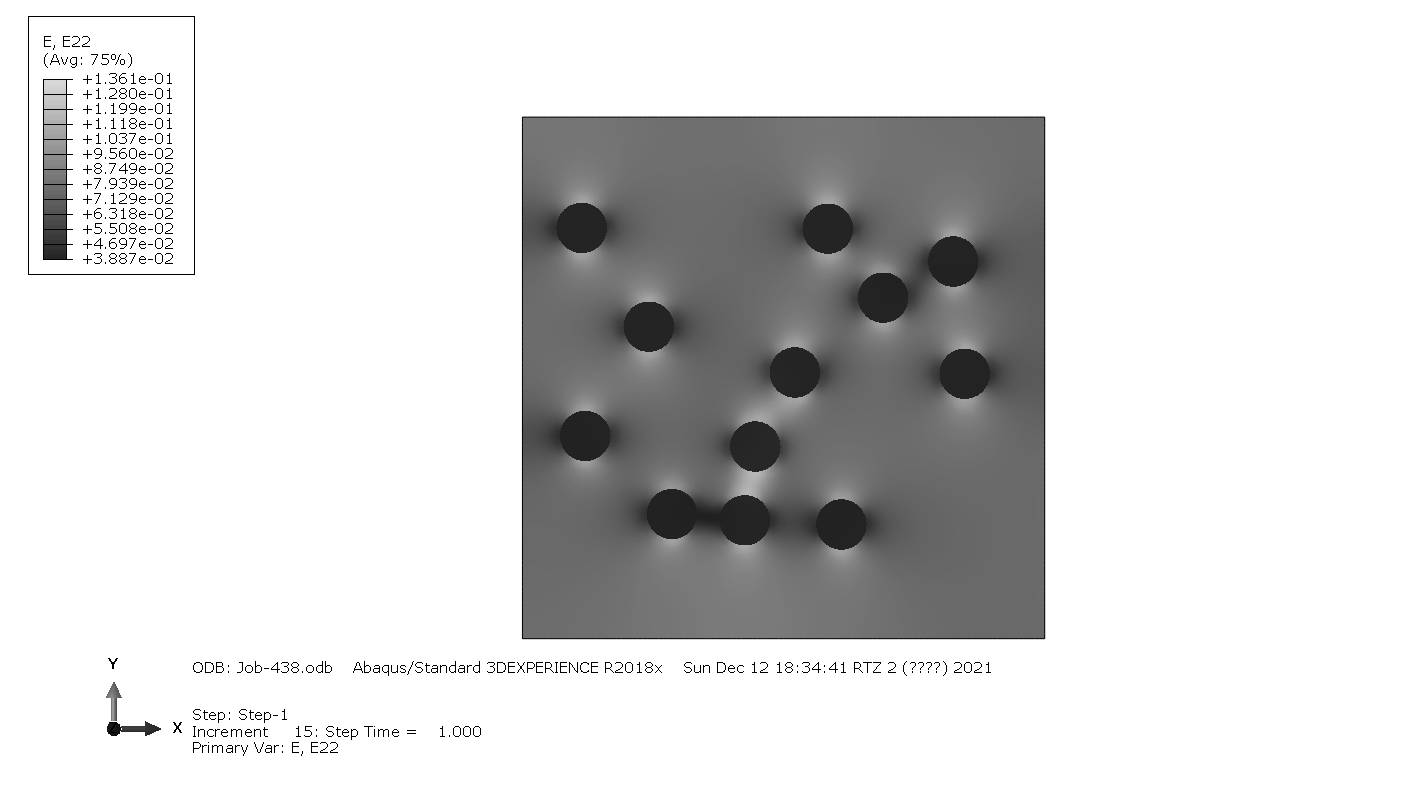 E, E22
(Avg: 75%)
+1.361e-01
+1.280e-01
+1.199e-01
+1.118e-01
+1.037e-01
+9.560e-02
+8.749e-02
+7.939e-02
+7.129e-02
+6.318e-02
+5.508e-02
+4.697e-02
+3.887e-02
Y
X
ODB: Job-438.odb Abaqus/Standard 3DEXPERIENCE R2018x Sun Dec 12 18:34:41 RTZ 2 (????) 2021
Step: Step-1
Increment 15: Step Time = 1.000
Primary Var: E, E22